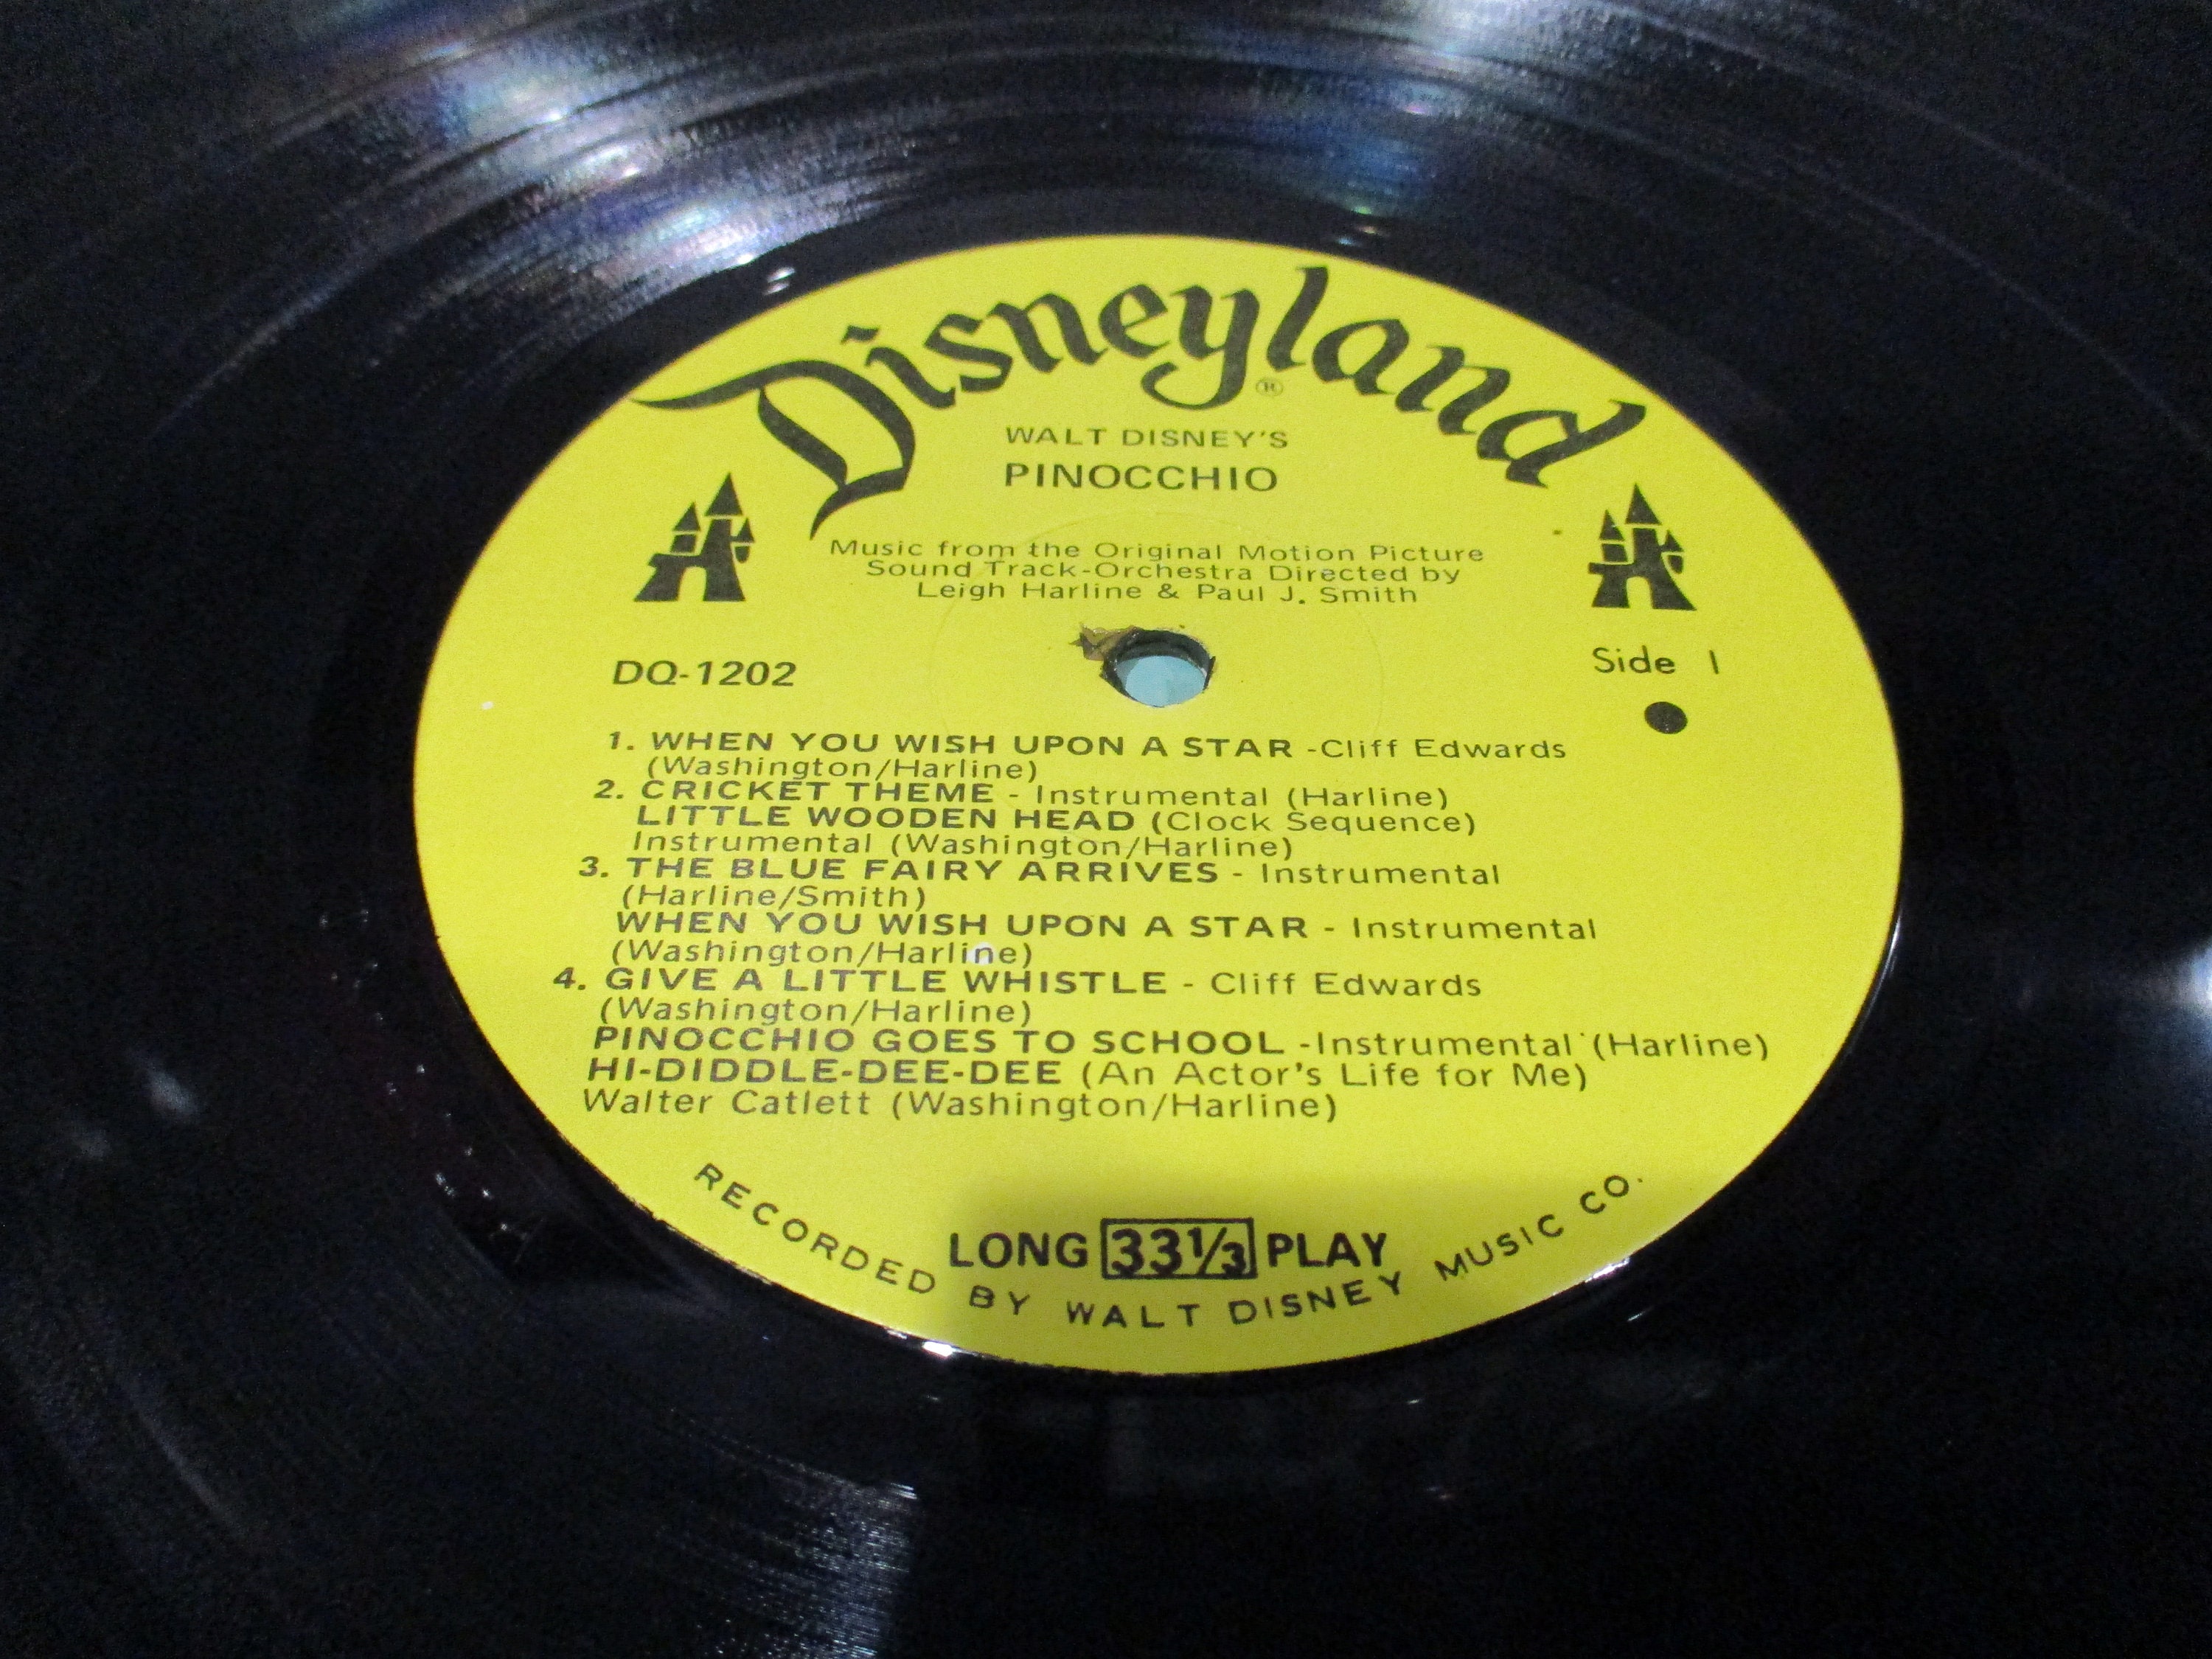 Disneyland
®
WALT DISNEY'S
PINOCCHIO
Music from the Original Motion Picture
Sound Track-Orchestra Directed by
Leigh Harline & Paul J. Smith
DQ-1202
Side 1
1. WHEN YOU WISH UPON A STAR -Cliff Edwards
(Washington/Harline)
2. CRICKET THEME - Instrumental (Harline)
LITTLE WOODEN HEAD (Clock Sequence)
Instrumental (Washington/Harline)
3. THE BLUE FAIRY ARRIVES - Instrumental
(Harline/Smith)
WHEN YOU WISH UPON A STAR - Instrumental
(Washington/Harline)
4. GIVE A LITTLE WHISTLE - Cliff Edwards
(Washington/Harline)
PINOCCHIO GOES TO SCHOOL -Instrumental (Harline)
HI-DIDDLE-DEE-DEE (An Actor's Life for Me)
Walter Catlett (Washington/Harline)
LONG 33⅓ PLAY
RECORDED BY WALT DISNEY MUSIC CO.